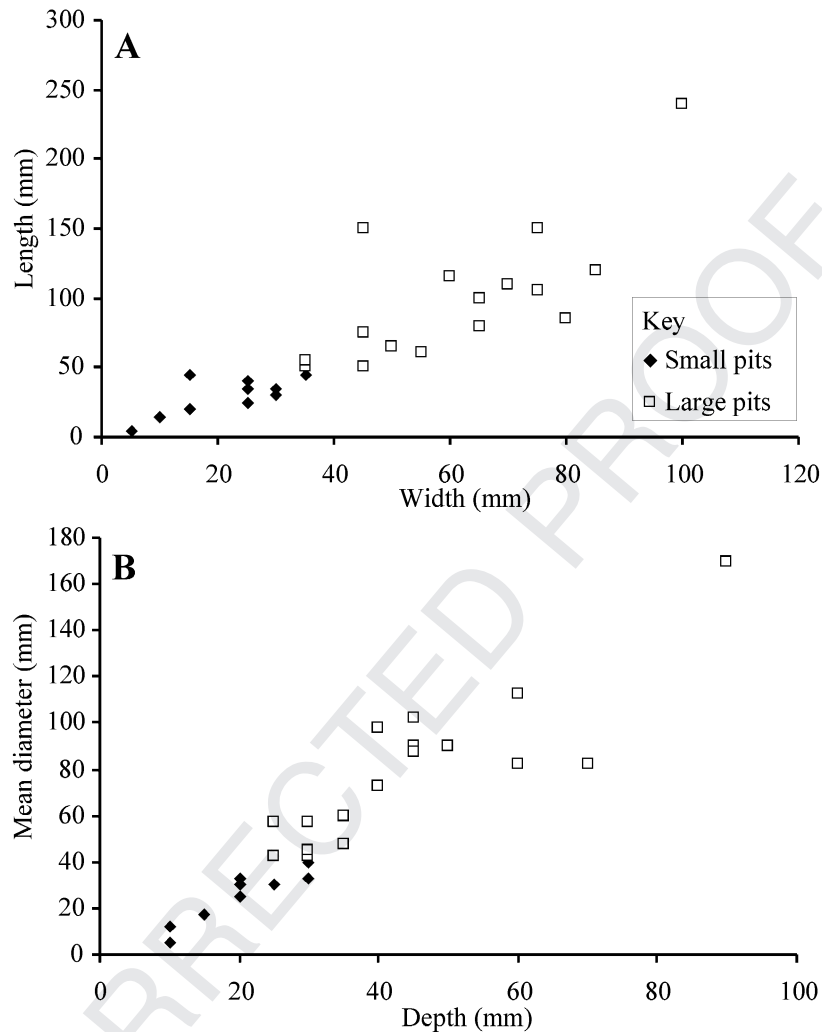 A
300
250
200
150
100
50
0
Length (mm)
0 20 40 60 80 100 120
Width (mm)
Key
Small pits
Large pits
B
180
160
140
120
100
80
60
40
20
0
Mean diameter (mm)
0 20 40 60 80 100
Depth (mm)
RRECTED PROOF